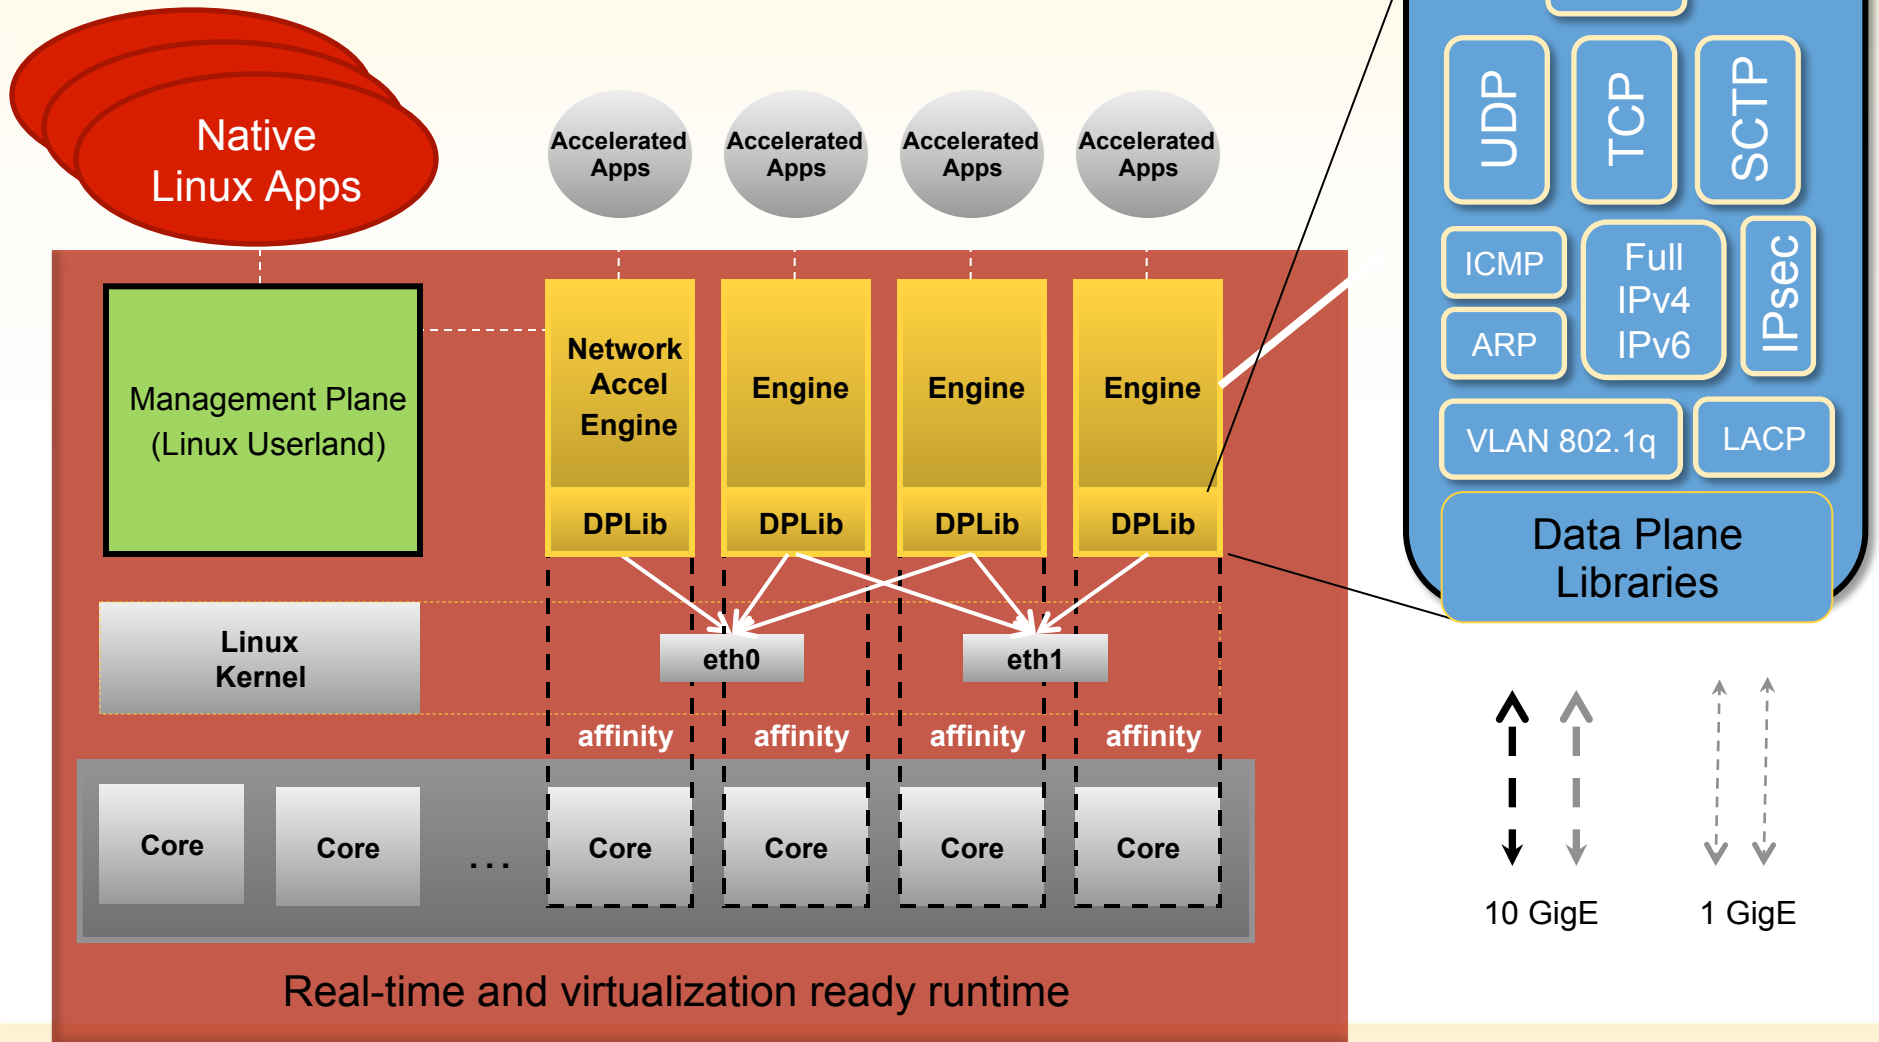 Native
Linux Apps
Accelerated
Apps
Accelerated
Apps
Accelerated
Apps
Accelerated
Apps
UDP
TCP
SCTP
ICMP
ARP
Full
IPv4
IPv6
IPsec
VLAN 802.1q
LACP
Data Plane
Libraries
Management Plane
(Linux Userland)
Network
Accel
Engine
Engine
Engine
Engine
DPLib
DPLib
DPLib
DPLib
Linux
Kernel
eth0
eth1
affinity
affinity
affinity
affinity
Core
Core
...
Core
Core
Core
Core
10 GigE
1 GigE
Real-time and virtualization ready runtime